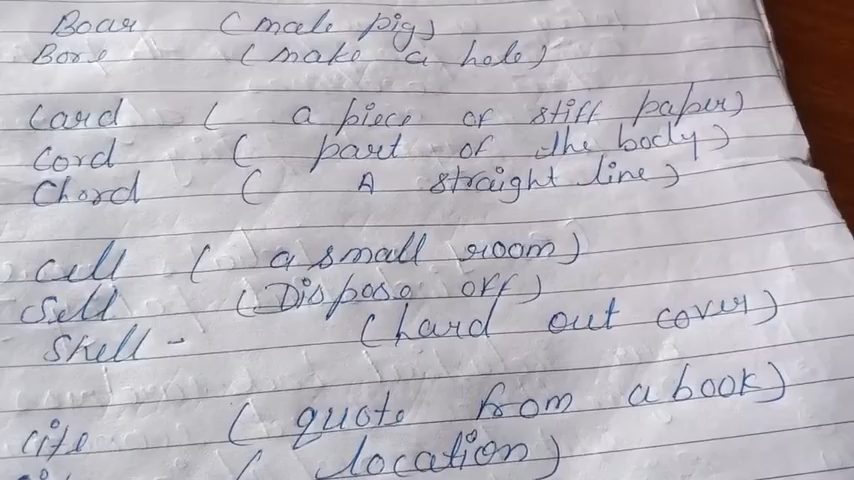 Boar (male pig)
Bore (make a hole)
Card ( a piece of stiff paper)
Cord ( part of the body)
Chord ( A straight line)
Cell ( a small room)
Sell (Dispose off)
Shell - (hard out cover)
cite ( quote from a book)
( location)